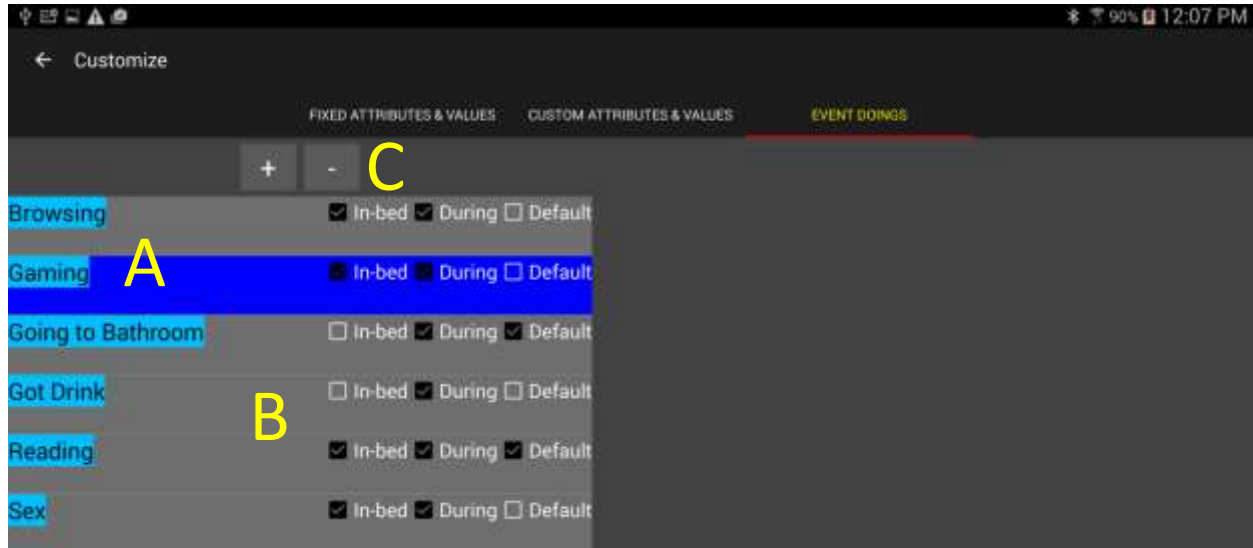 90% 12:07 PM
Customize
FIXED ATTRIBUTES & VALUES CUSTOM ATTRIBUTES & VALUES EVENT DOINGS
+ - C
Browsing In-bed During Default
A
Gaming In-bed During Default
Going to Bathroom In-bed During Default
Got Drink In-bed During Default
B
Reading In-bed During Default
Sex In-bed During Default